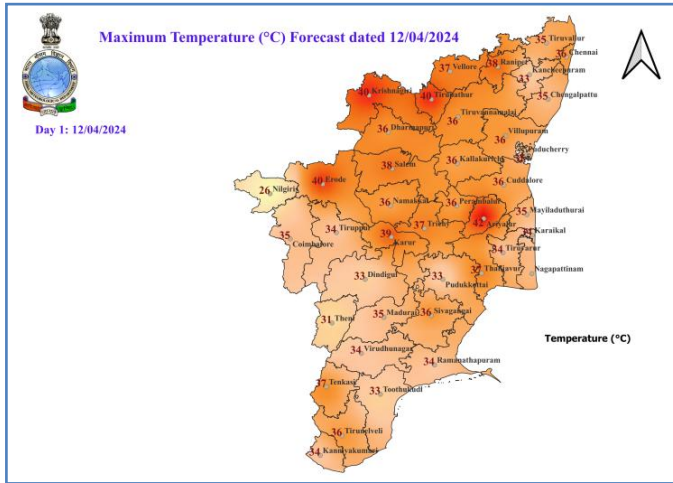 Maximum Temperature (°C) Forecast dated 12/04/2024
Day 1: 12/04/2024
35 Tiruvallur
36 Chennai
38 Ranipet
37 Vellore
33 Kancheepuram
40 Krishnagiri
40 Tirupathur
35 Chengalpattu
36 Tiruvannamalai
36 Dharmapuri
36 Villupuram
Puducherry
38 Salem
36 Kallakurichi
40 Erode
36 Cuddalore
26 Nilgiris
36 Namakkal
36 Perambalur
35 Mayiladuthurai
42 Ariyalur
37 Trichy
34 Tiruppur
39 Karur
34 Karaikal
35 Coimbatore
34 Tiruvarur
37 Thanjavur
Nagapattinam
33 Dindigul
33 Pudukkottai
31 Theni
35 Madurai
36 Sivagangai
Temperature (°C)
34 Virudhunagar
34 Ramanathapuram
37 Tenkasi
33 Toothukudi
36 Tirunelveli
34 Kanniyakumari